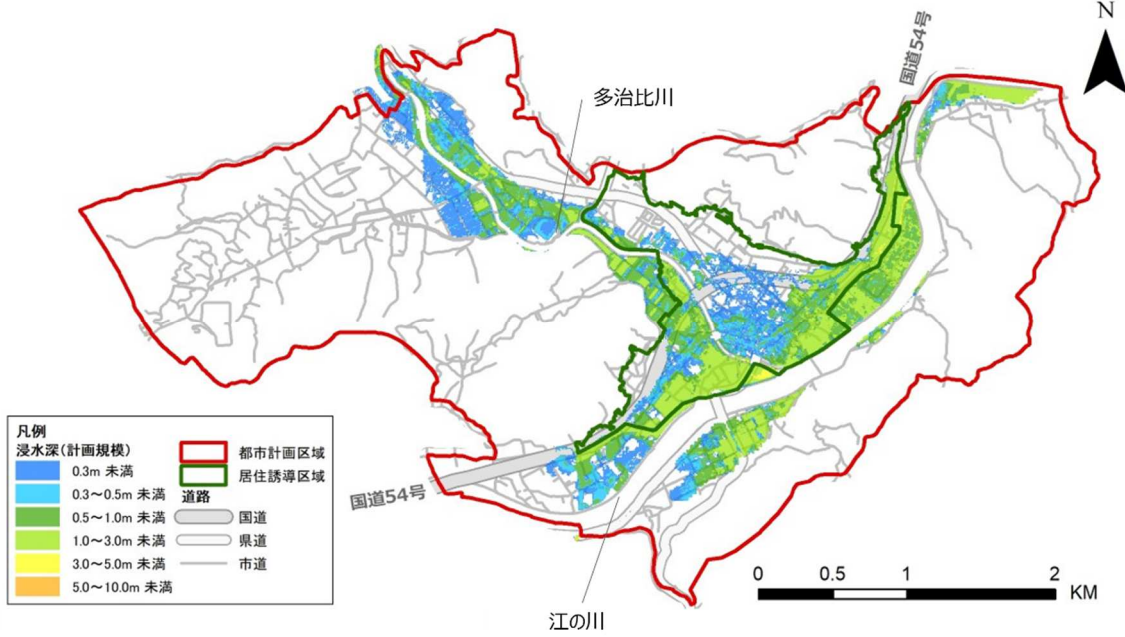 N
国道54号
多治比川
凡例
浸水深(計画規模)
0.3m 未満
0.3～0.5m 未満
0.5～1.0m 未満
1.0～3.0m 未満
3.0～5.0m 未満
5.0～10.0m 未満
都市計画区域
居住誘導区域
道路
国道
県道
市道
国道54号
江の川
0 0.5 1 2 KM